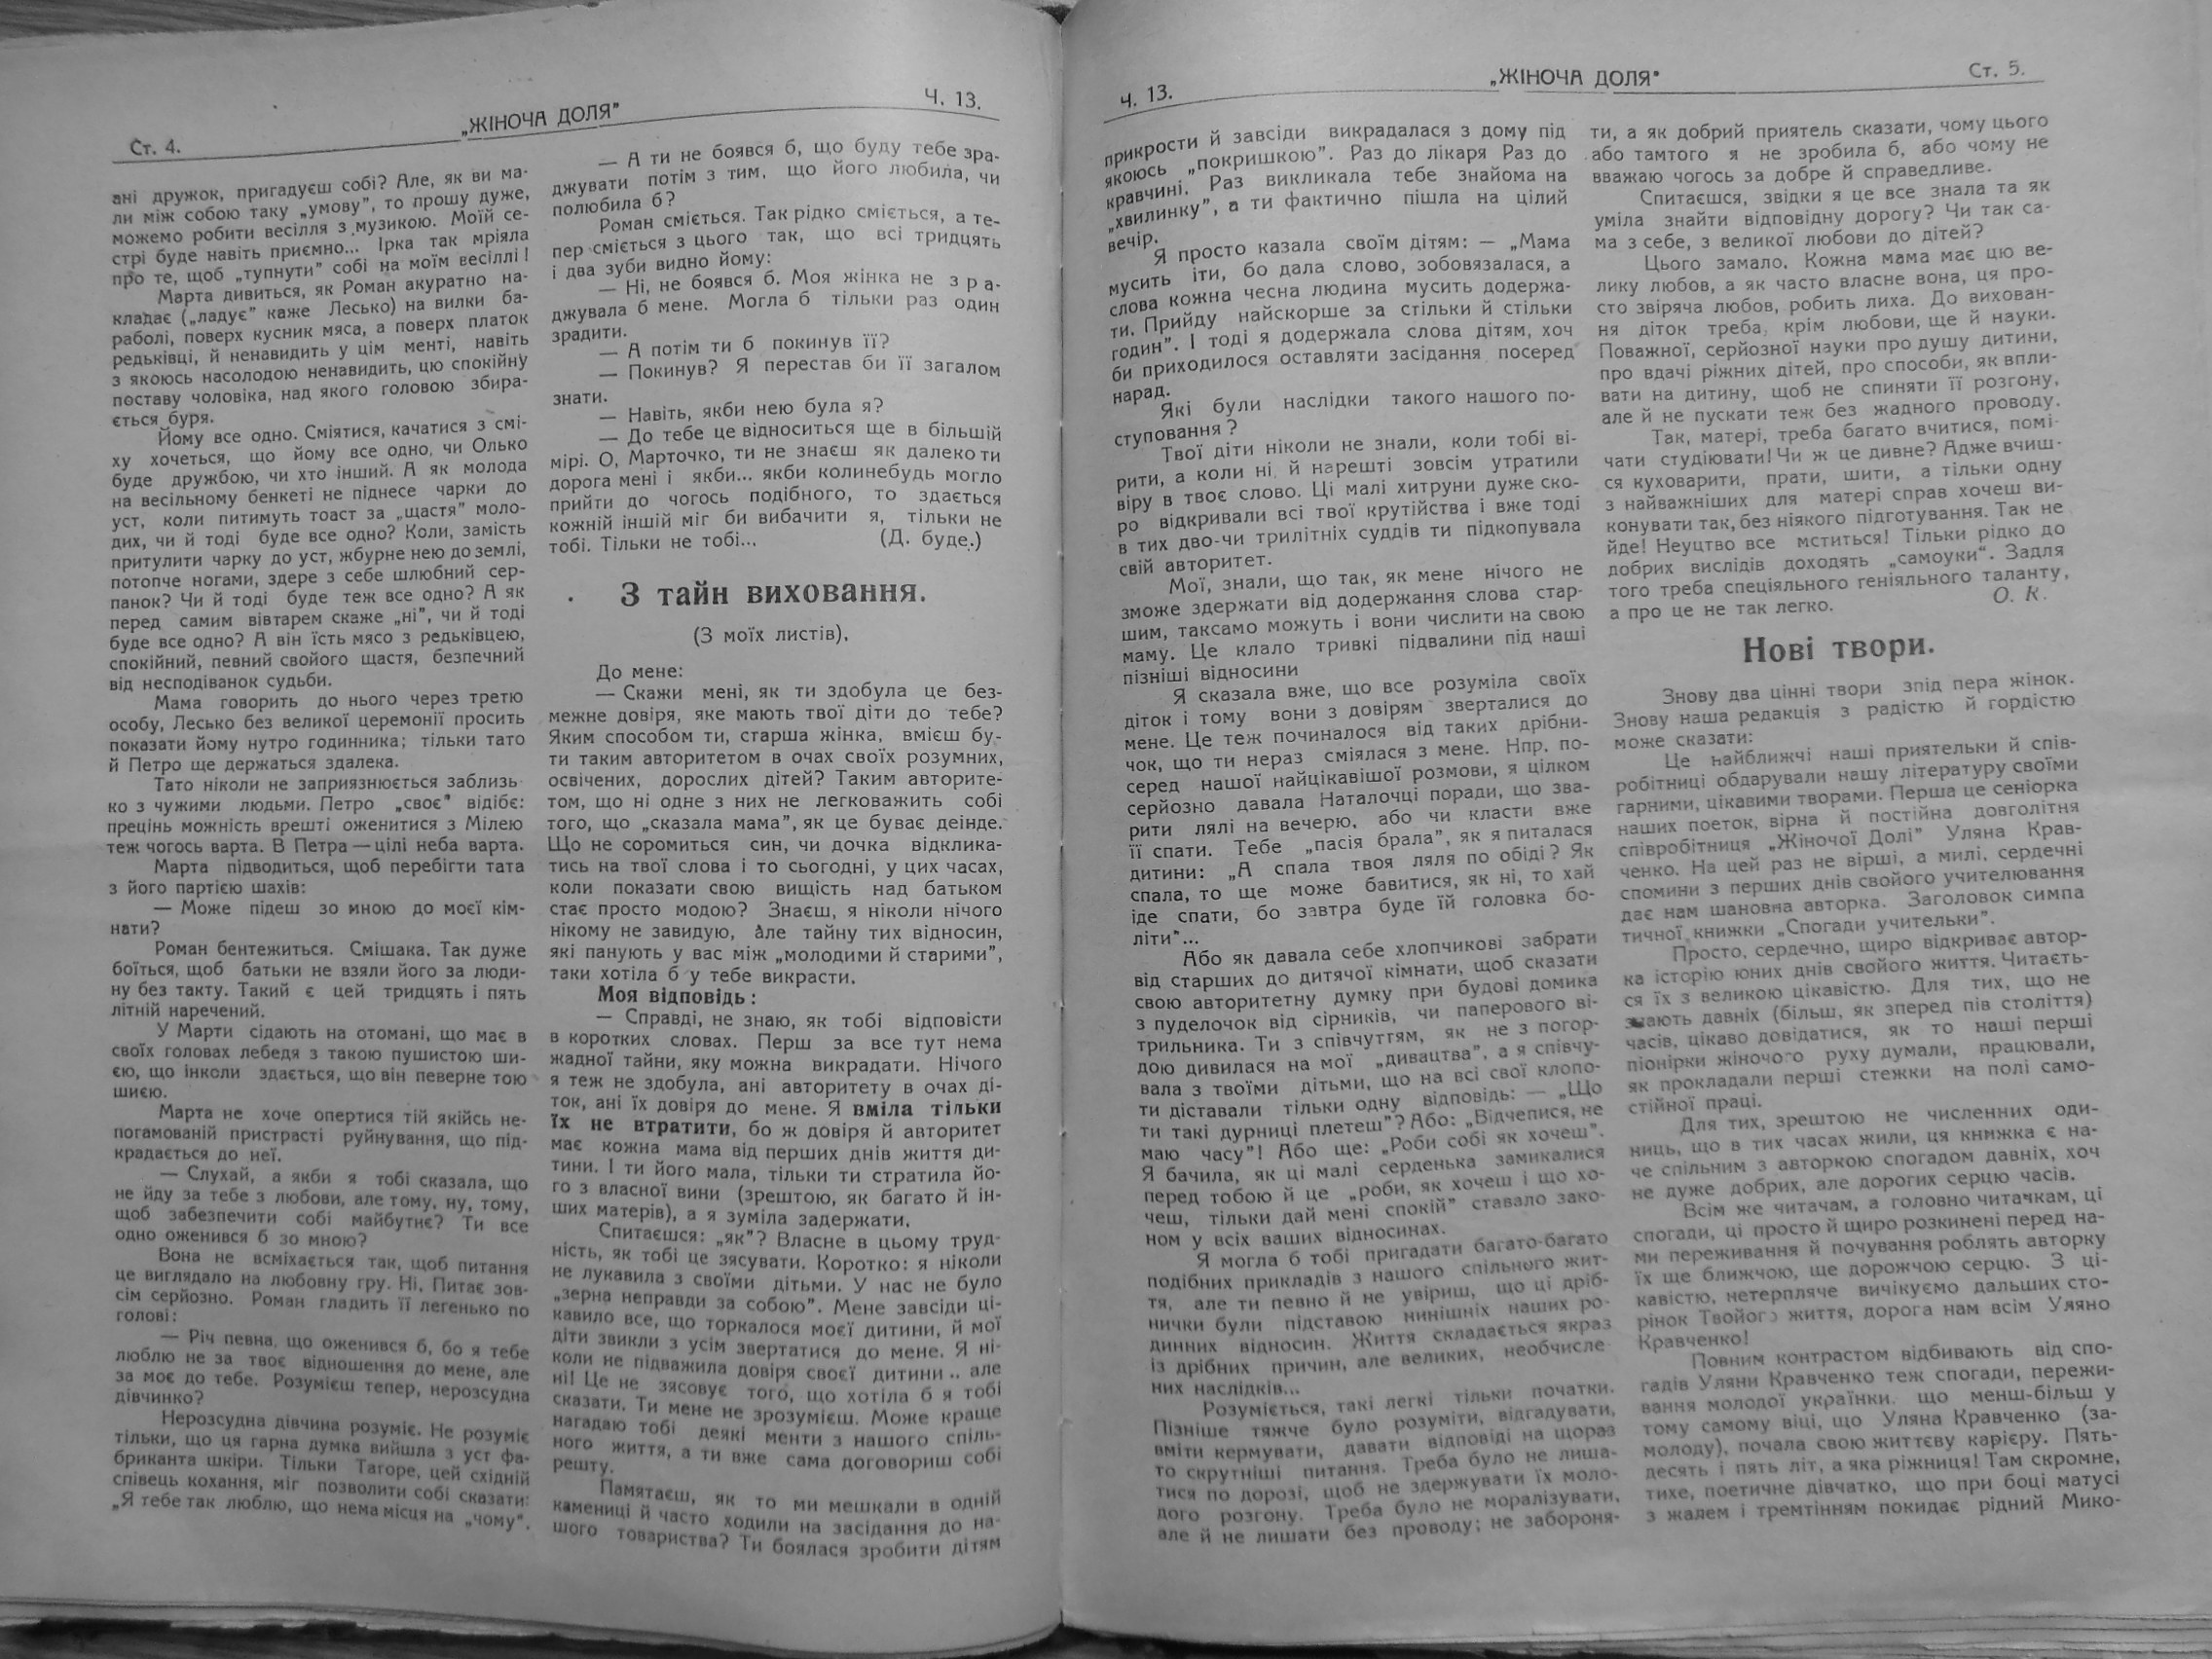 Ст. 4.
„ЖІНОЧА ДОЛЯ”
Ч. 13.
ані дружок, пригадуєш собі? Але, як ви ма-
ли між собою таку „умову”, то прошу дуже,
можемо робити весілля з музикою. Моїй се-
стрі буде навіть приємно... Ірка так мріяла
про те, щоб „тупнути” собі на моїм весіллі!
Марта дивиться, як Роман акуратно на-
кладає („ладує” каже Лесько) на вилки ба-
раболі, поверх кусник мяса, а поверх платок
редьківці, й ненавидить у цім менті, навіть
з якоюсь насолодою ненавидить, цю спокійну
поставу чоловіка, над якого головою збира-
ється буря.
Йому все одно. Сміятися, качатися з смі-
ху хочеться, що йому все одно, чи Олько
буде дружбою, чи хто інший. А як молода
на весільному бенкеті не піднесе чарки до
уст, коли питимуть тоаст за „щастя” моло-
дих, чи й тоді буде все одно? Коли, замість
притулити чарку до уст, жбурне нею до землі,
потопче ногами, здере з себе шлюбний сер-
панок? Чи й тоді буде теж все одно? А як
перед самим вівтарем скаже „ні”, чи й тоді
буде все одно? А він їсть мясо з редьківцею,
спокійний, певний свойого щастя, безпечний
від несподіванок судьби.
Мама говорить до нього через третю
особу, Лесько без великої церемонії просить
показати йому нутро годинника; тільки тато
й Петро ще держаться здалека.
Тато ніколи не заприязнюється заблизь
ко з чужими людьми. Петро „своє” відібє:
прецінь можність врешті оженитися з Мілею
теж чогось варта. В Петра — цілі неба варта.
Марта підводиться, щоб перебігти тата
з його партією шахів:
— Може підеш зо мною до моєї кім-
нати?
Роман бентежиться. Смішака. Так дуже
боїться, щоб батьки не взяли його за люди-
ну без такту. Такий є цей тридцять і пять
літній наречений.
У Марти сідають на отомані, що має в
своїх головах лебедя з такою пушистою ши-
єю, що інколи здається, що він певерне тою
шиєю.
Марта не хоче опертися тій якійсь не-
погамованій пристрасті руйнування, що під-
крадається до неї.
— Слухай, а якби я тобі сказала, що
не йду за тебе з любови, але тому, ну, тому,
щоб забезпечити собі майбутнє? Ти все
одно оженився б зо мною?
Вона не всміхається так, щоб питання
це виглядало на любовну гру. Ні. Питає зов-
сім серйозно. Роман гладить її легенько по
голові:
— Річ певна, що оженився б, бо я тебе
люблю не за твоє відношення до мене, але
за моє до тебе. Розумієш тепер, нерозсудна
дівчинко?
Нерозсудна дівчина розуміє. Не розуміє
тільки, що ця гарна думка вийшла з уст фа-
бриканта шкіри. Тільки Тагоре, цей східній
співець кохання, міг позволити собі сказати:
„Я тебе так люблю, що нема місця на „чому”.
— А ти не боявся б, що буду тебе зра-
джувати потім з тим, що його любила, чи
полюбила б?
Роман сміється. Так рідко сміється, а те-
пер сміється з цього так, що всі тридцять
і два зуби видно йому:
— Ні, не боявся б. Моя жінка не зра-
джувала б мене. Могла б тільки раз один
зрадити.
— А потім ти б покинув її?
— Покинув? Я перестав би її загалом
знати.
— Навіть, якби нею була я?
— До тебе це відноситься ще в більшій
мірі. О, Марточко, ти не знаєш як далеко ти
дорога мені і якби... якби колинебудь могло
прийти до чогось подібного, то здається
кожній іншій міг би вибачити я, тільки не
тобі. Тільки не тобі... (Д. буде.)
З тайн виховання.
(З моїх листів),
До мене:
— Скажи мені, як ти здобула це без-
межне довіря, яке мають твої діти до тебе?
Яким способом ти, старша жінка, вмієш бу-
ти таким авторитетом в очах своїх розумних,
освічених, дорослих дітей? Таким авторите-
том, що ні одне з них не легковажить собі
того, що „сказала мама”, як це буває деінде.
Що не соромиться син, чи дочка відклика-
тись на твої слова і то сьогодні, у цих часах,
коли показати свою вищість над батьком
стає просто модою? Знаєш, я ніколи нічого
нікому не завидую, але тайну тих відносин,
які панують у вас між „молодими й старими”,
таки хотіла б у тебе викрасти.
Моя відповідь:
— Справді, не знаю, як тобі відповісти
в коротких словах. Перш за все тут нема
жадної тайни, яку можна викрадати. Нічого
я теж не здобула, ані авторитету в очах ді-
ток, ані їх довіря до мене. Я вміла тільки
їх не втратити, бо ж довіря й авторитет
має кожна мама від перших днів життя ди-
тини. І ти його мала, тільки ти стратила йо-
го з власної вини (зрештою, як багато й ін-
ших матерів), а я зуміла задержати.
Спитаєшся: „як”? Власне в цьому труд-
ність, як тобі це зясувати. Коротко: я ніколи
не лукавила з своїми дітьми. У нас не було
„зерна неправди за собою”. Мене завсіди ці-
кавило все, що торкалося моєї дитини, й мої
діти звикли з усім звертатися до мене. Я ні-
коли не підважила довіря своєї дитини .. але
ні! Це не зясовує того, що хотіла б я тобі
сказати. Ти мене не зрозумієш. Може краще
нагадаю тобі деякі менти з нашого спіль-
ного життя, а ти вже сама договориш собі
решту.
Памятаєш, як то ми мешкали в одній
камениці й часто ходили на засідання до на-
шого товариства? Ти боялася зробити дітям
Ч. 13.
„ЖІНОЧА ДОЛЯ”
Ст. 5.
прикрости й завсіди викрадалася з дому під
якоюсь „покришкою”. Раз до лікаря Раз до
кравчині. Раз викликала тебе знайома на
„хвилинку”, а ти фактично пішла на цілий
вечір.
Я просто казала своїм дітям: — „Мама
мусить іти, бо дала слово, зобовязалася, а
слова кожна чесна людина мусить додержа-
ти. Прийду найскорше за стільки й стільки
годин”. І тоді я додержала слова дітям, хоч
би приходилося оставляти засідання посеред
нарад.
Які були наслідки такого нашого по-
ступовання?
Твої діти ніколи не знали, коли тобі ві-
рити, а коли ні й нарешті зовсім утратили
віру в твоє слово. Ці малі хитруни дуже ско-
ро відкривали всі твої крутійства і вже тоді
в тих дво-чи трилітніх суддів ти підкопувала
свій авторитет.
Мої, знали, що так, як мене нічого не
зможе здержати від додержання слова стар-
шим, таксамо можуть і вони числити на свою
маму. Це клало тривкі підвалини під наші
пізніші відносини
Я сказала вже, що все розуміла своїх
діток і тому вони з довірям зверталися до
мене. Це теж починалося від таких дрібни-
чок, що ти нераз сміялася з мене. Нпр. по-
серед нашої найцікавішої розмови, я цілком
серйозно давала Наталочці поради, що зва-
рити лялі на вечерю, або чи класти вже
її спати. Тебе „пасія брала”, як я питалася
дитини: „А спала твоя ляля по обіді? Як
спала, то ще може бавитися, як ні, то хай
іде спати, бо завтра буде їй головка бо-
літи”...
Або як давала себе хлопчикові забрати
від старших до дитячої кімнати, щоб сказати
свою авторитетну думку при будові домика
з пуделочок від сірників, чи паперового ві-
трильника. Ти з співчуттям, як не з погор-
дою дивилася на мої „дивацтва”, а я співчу-
вала з твоїми дітьми, що на всі свої клопо-
ти діставали тільки одну відповідь: — „Що
ти такі дурниці плетеш”? Або: „Відчепися, не
маю часу”! Або ще: „Роби собі як хочеш”.
Я бачила, як ці малі серденька замикалися
перед тобою й це „роби, як хочеш і що хо-
чеш, тільки дай мені спокій” ставало зако-
ном у всіх ваших відносинах.
Я могла б тобі пригадати багато-багато
подібних прикладів з нашого спільного жит-
тя, але ти певно й не увіриш, що ці дріб-
нички були підставою нинішніх наших ро-
динних відносин. Життя складається якраз
із дрібних причин, але великих, необчисле-
них наслідків...
Розуміється, такі легкі тільки початки.
Пізніше тяжче було розуміти, відгадувати,
вміти кермувати, давати відповіді на щораз
то скрутніші питання. Треба було не лиша-
тися по дорозі, щоб не здержувати їх моло-
дого розгону. Треба було не моралізувати,
але й не лишати без проводу; не забороня-
ти, а як добрий приятель сказати, чому цього
або тамтого я не зробила б, або чому не
вважаю чогось за добре й справедливе.
Спитаєшся, звідки я це все знала та як
уміла знайти відповідну дорогу? Чи так са-
ма з себе, з великої любови до дітей?
Цього замало. Кожна мама має цю ве-
лику любов, а як часто власне вона, ця про-
сто звіряча любов, робить лиха. До вихован-
ня діток треба, крім любови, ще й науки.
Поважної, серйозної науки про душу дитини,
про вдачі ріжних дітей, про способи, як впли-
вати на дитину, щоб не спиняти її розгону,
але й не пускати теж без жадного проводу.
Так, матері, треба багато вчитися, помі-
чати студіювати! Чи ж це дивне? Адже вчиш-
ся куховарити, прати, шити, а тільки одну
з найважніших для матері справ хочеш ви-
конувати так, без ніякого підготування. Так не
йде! Неуцтво все мститься! Тільки рідко до
добрих вислідів доходять „самоуки”. Задля
того треба спеціяльного геніяльного таланту,
а про це не так легко. О. К.
Нові твори.
Знову два цінні твори зпід пера жінок.
Знову наша редакція з радістю й гордістю
може сказати:
Це найближчі наші приятельки й спів-
робітниці обдарували нашу літературу своїми
гарними, цікавими творами. Перша це сеніорка
наших поеток, вірна й постійна довголітня
співробітниця „Жіночої Долі” Уляна Крав-
ченко. На цей раз не вірші, а милі, сердечні
спомини з перших днів свойого учителювання
дає нам шановна авторка. Заголовок симпа
тичної книжки „Спогади учительки”.
Просто, сердечно, щиро відкриває автор-
ка історію юних днів свойого життя. Читаєть-
ся їх з великою цікавістю. Для тих, що не
знають давніх (більш, як зперед пів століття)
часів, цікаво довідатися, як то наші перші
піонірки жіночого руху думали, працювали,
як прокладали перші стежки на полі само-
стійної праці.
Для тих, зрештою не численних оди-
ниць, що в тих часах жили, ця книжка є на-
че спільним з авторкою спогадом давніх, хоч
не дуже добрих, але дорогих серцю часів.
Всім же читачам, а головно читачкам, ці
спогади, ці просто й щиро розкинені перед на-
ми переживання й почування роблять авторку
їх ще ближчою, ще дорожчою серцю. З ці-
кавістю, нетерпляче вичікуємо дальших сто-
рінок Твойого життя, дорога нам всім Уляно
Кравченко!
Повним контрастом відбивають від спо-
гадів Уляни Кравченко теж спогади, пережи-
вання молодої українки, що менш-більш у
тому самому віці, що Уляна Кравченко (за-
молоду), почала свою життєву карієру. Пять-
десять і пять літ, а яка ріжниця! Там скромне,
тихе, поетичне дівчатко, що при боці матусі
з жалем і тремтінням покидає рідний Мико-